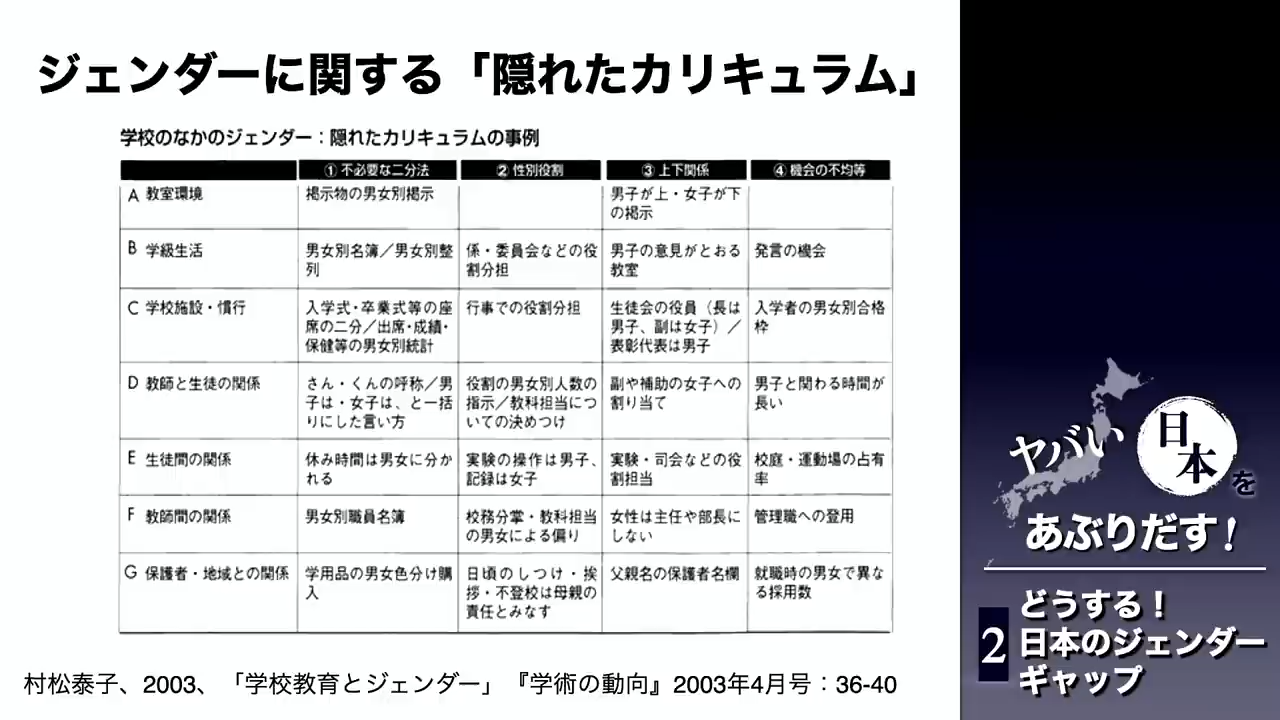 ジェンダーに関する「隠れたカリキュラム」
学校のなかのジェンダー：隠れたカリキュラムの事例
① 不必要な二分法 ② 性別役割 ③ 上下関係 ④ 機会の不均等
A 教室環境
掲示物の男女別掲示
男子が上・女子が下
の掲示
B 学級生活
男女別名簿／男女別整
列
係・委員会などの役
割分担
男子の意見がとおる
教室
発言の機会
C 学校施設・慣行
入学式・卒業式等の座
席の二分／出席・成績・
保健等の男女別統計
行事での役割分担
生徒会の役員（長は
男子、副は女子）／
表彰代表は男子
入学者の男女別合格
枠
D 教師と生徒の関係
さん・くんの呼称／男
子は・女子は、と一括
りにした言い方
役割の男女別人数の
指示／教科担当につ
いての決めつけ
副や補助の女子への
割り当て
男子と関わる時間が
長い
E 生徒間の関係
休み時間は男女に分か
れる
実験の操作は男子、
記録は女子
実験・司会などの役
割担当
校庭・運動場の占有
率
F 教師間の関係
男女別職員名簿
校務分掌・教科担当
の男女による偏り
女性は主任や部長に
しない
管理職への登用
G 保護者・地域との関係
学用品の男女色分け購
入
日頃のしつけ・挨
拶・不登校は母親の
責任とみなす
父親名の保護者名欄
就職時の男女で異な
る採用数
村松泰子、2003、「学校教育とジェンダー」『学術の動向』2003年4月号：36-40
ヤバい
日本を
あぶりだす！
2
どうする！
日本のジェンダー
ギャップ